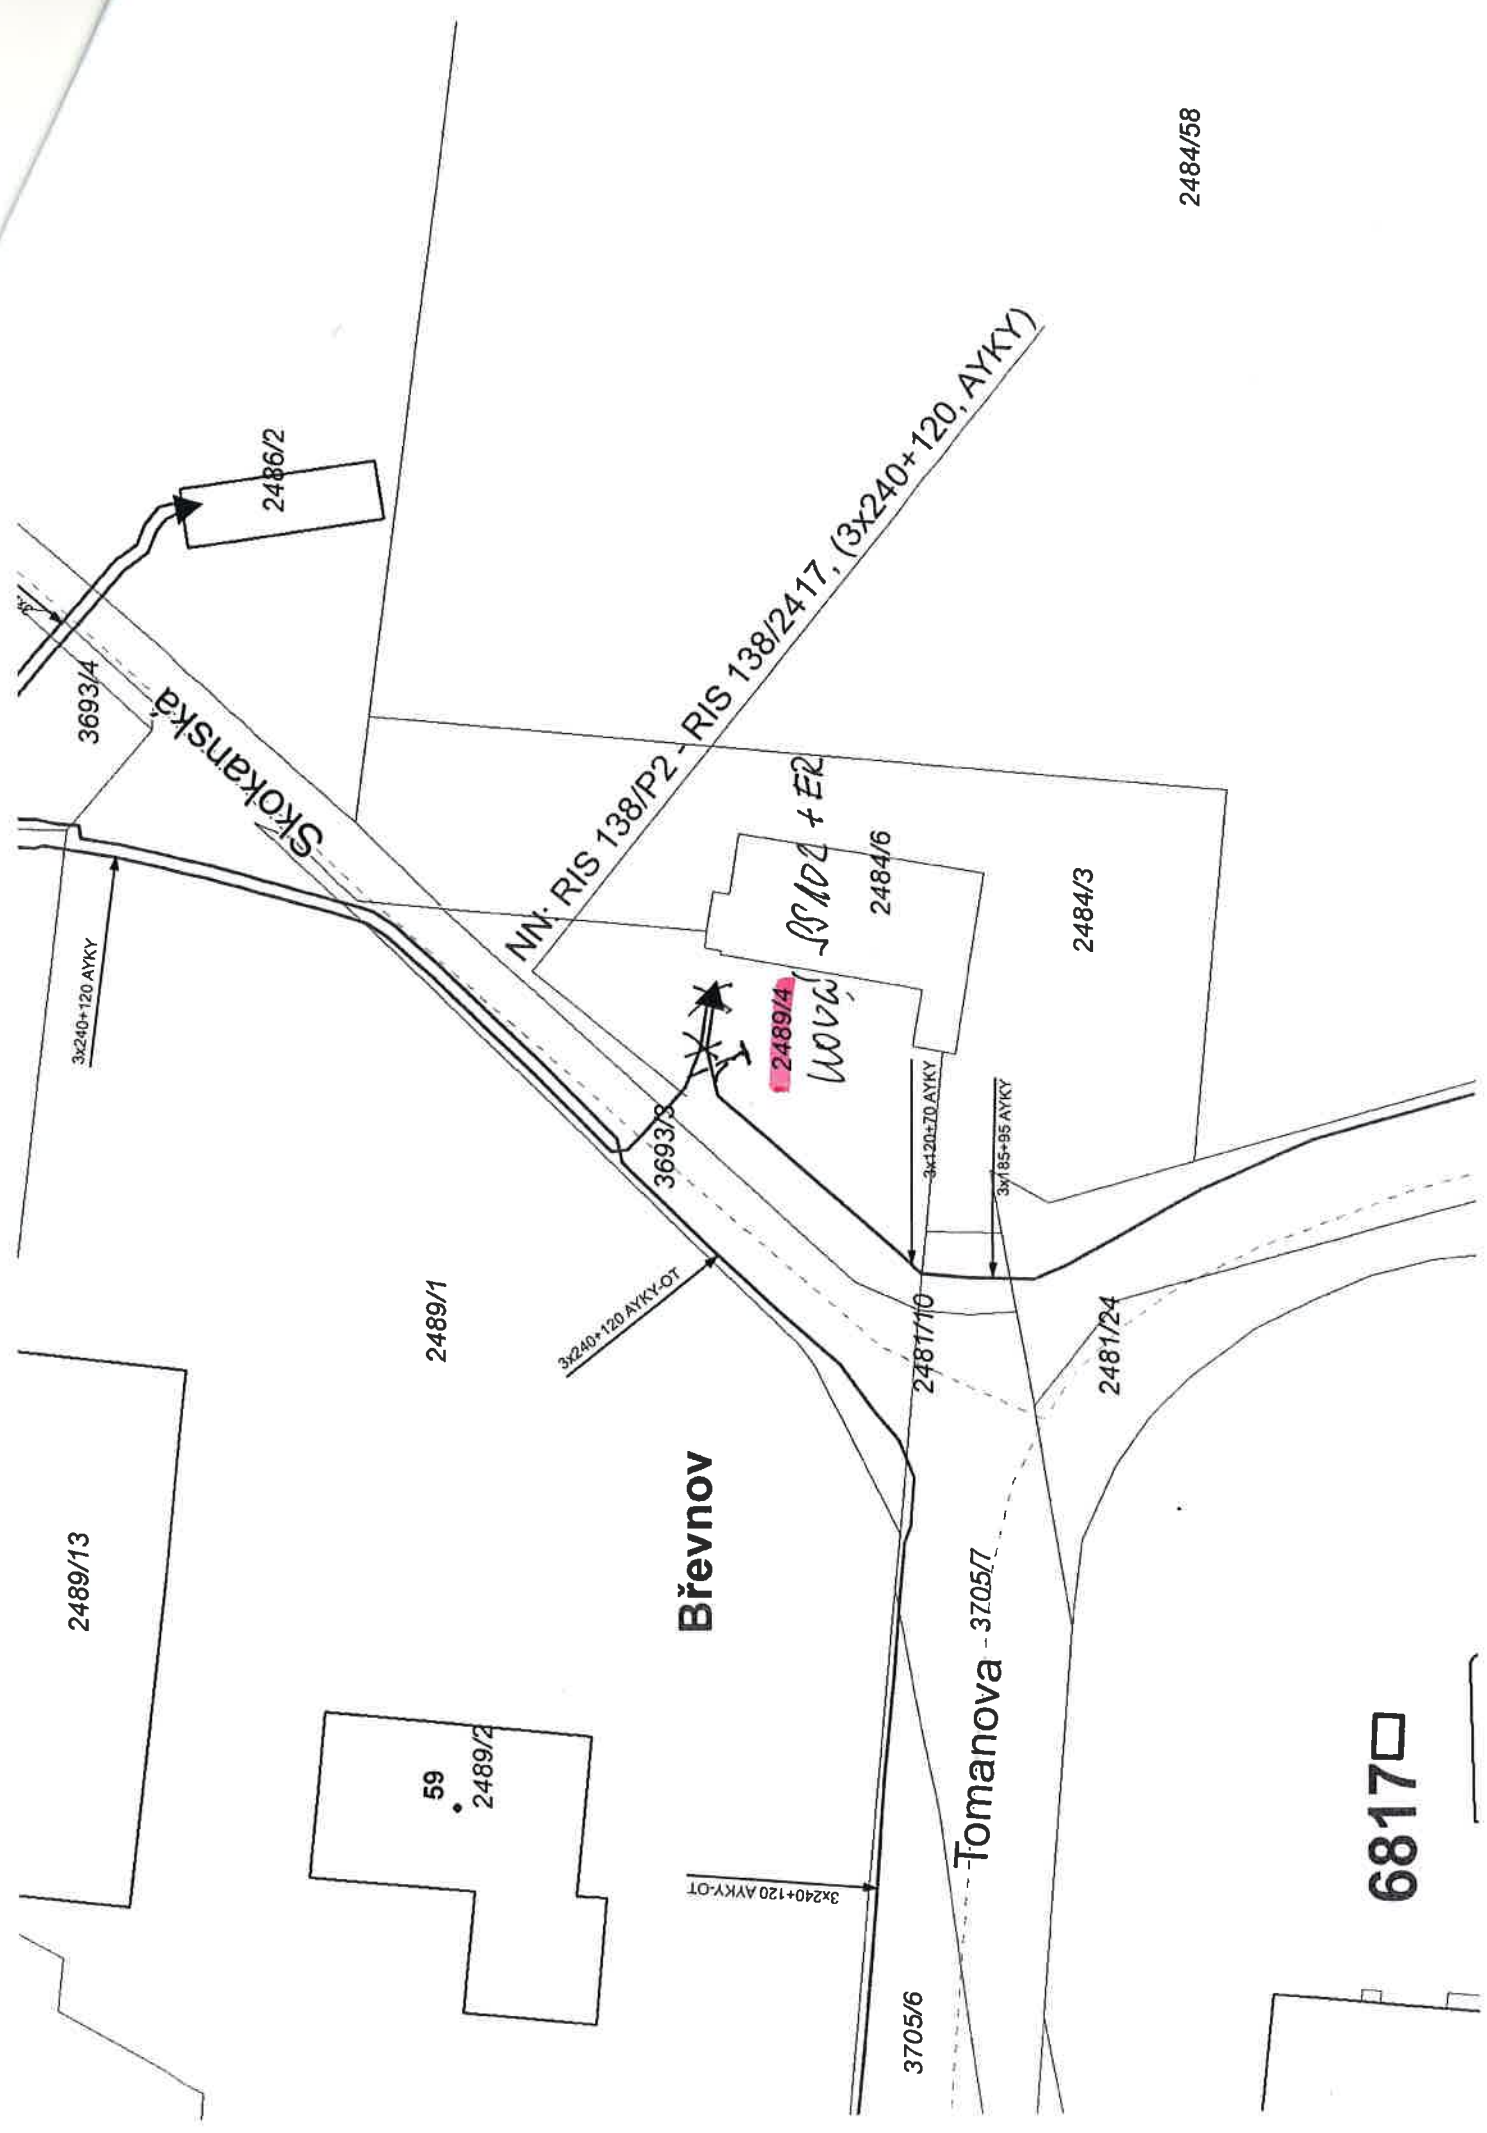 2484/58
2486/2
3693/4
Skokanská
NN: RIS 138/P2 - RIS 138/2417, (3x240+120, AYKY)
3x240+120 AYKY
2484/6
2484/3
2489/4
nová SS102 + ER
3693/3
3x120+70 AYKY
3x185+95 AYKY
2489/1
3x240+120 AYKY-OT
2481/10
2481/24
Břevnov
2489/13
59
2489/2
Tomanova
3705/7
3x240+120 AYKY-OT
3705/6
6817